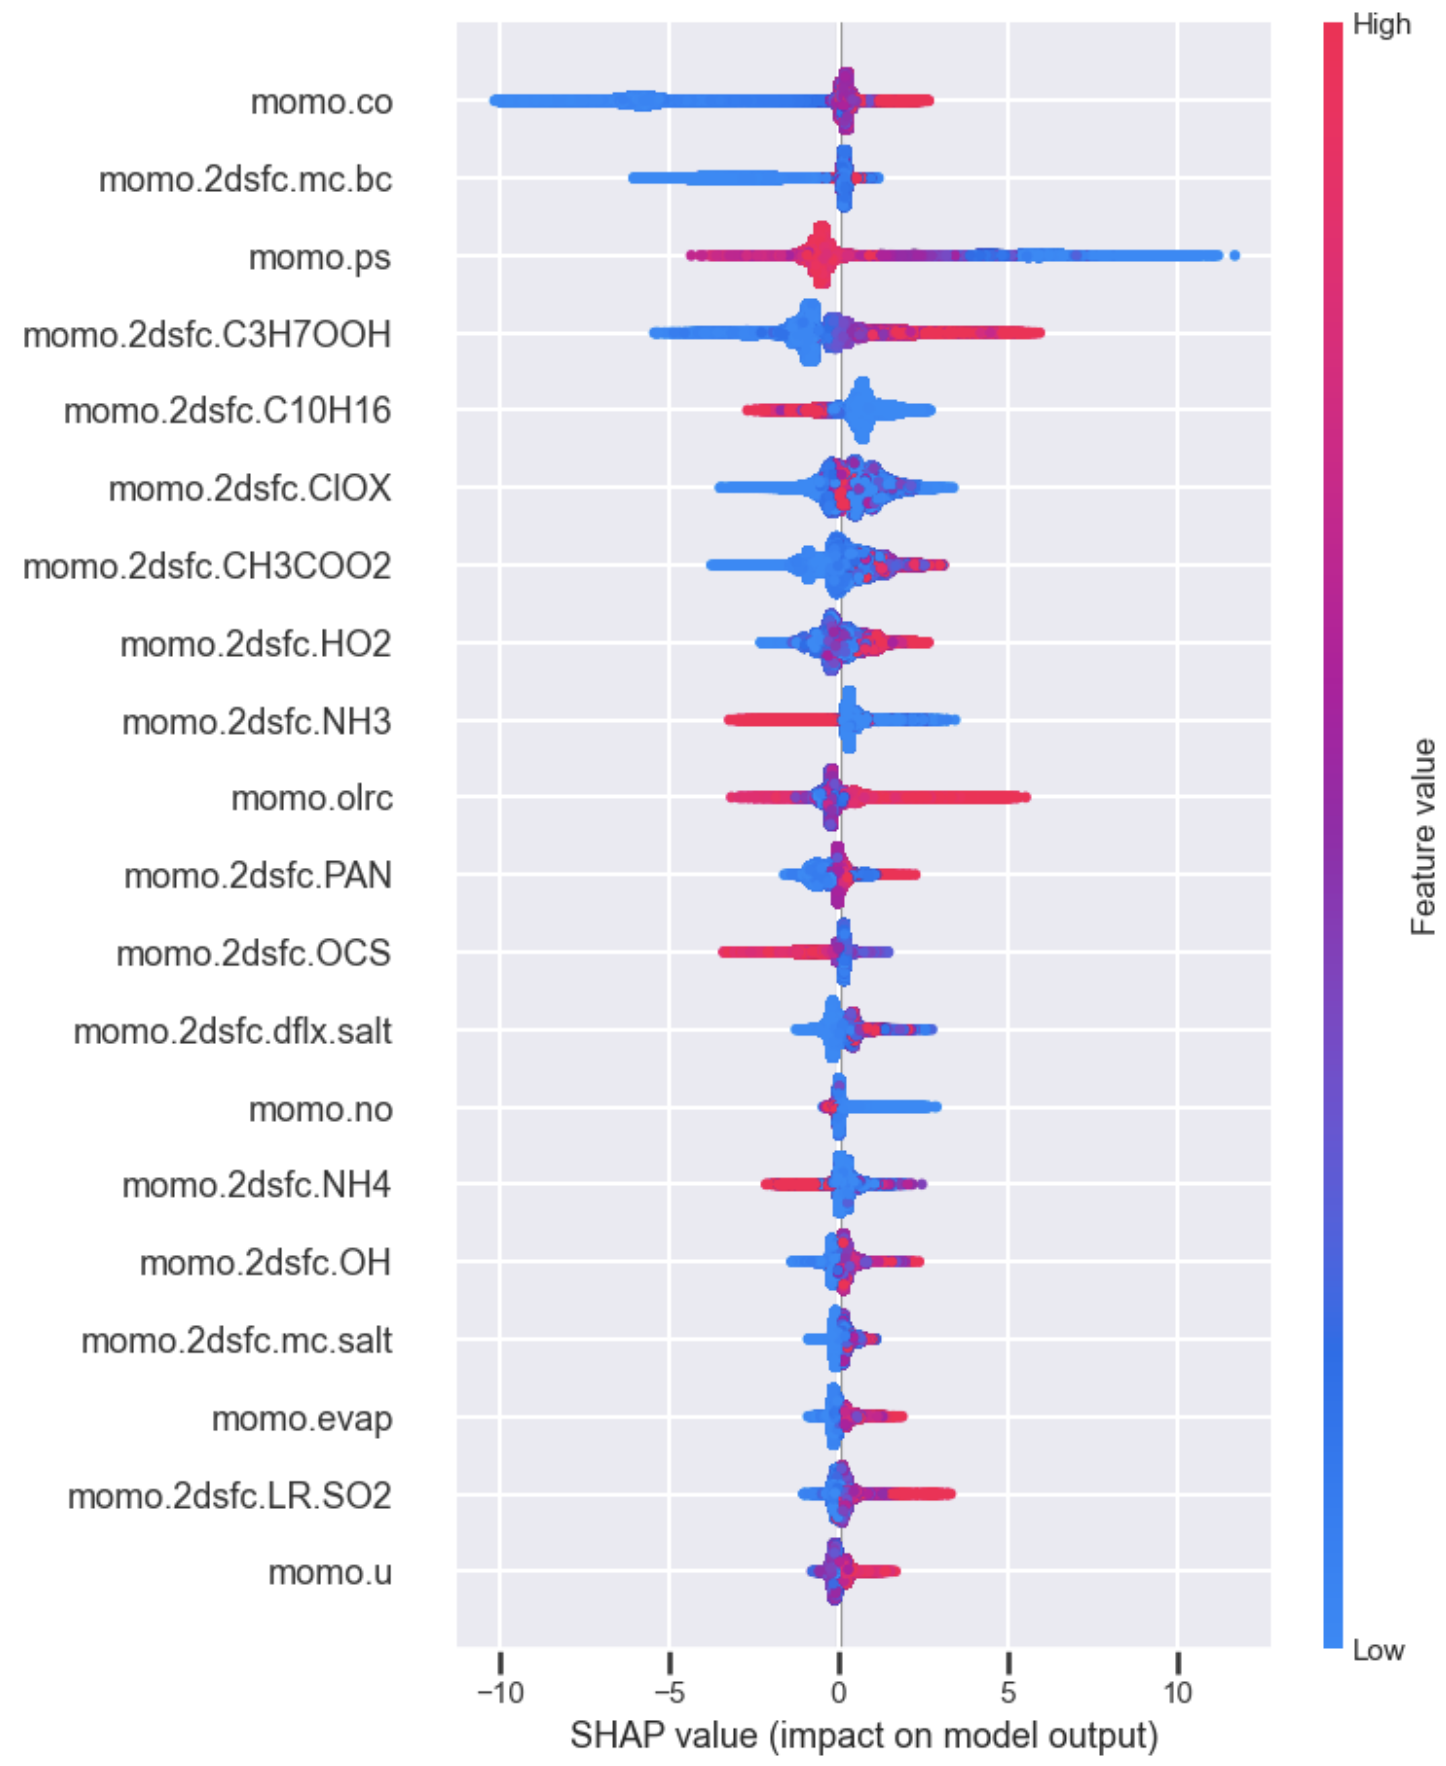 High
momo.co
momo.2dsfc.mc.bc
momo.ps
momo.2dsfc.C3H7OOH
momo.2dsfc.C10H16
momo.2dsfc.ClOX
momo.2dsfc.CH3COO2
momo.2dsfc.HO2
momo.2dsfc.NH3
momo.olrc
momo.2dsfc.PAN
momo.2dsfc.OCS
momo.2dsfc.dflx.salt
momo.no
momo.2dsfc.NH4
momo.2dsfc.OH
momo.2dsfc.mc.salt
momo.evap
momo.2dsfc.LR.SO2
momo.u
Feature value
Low
−10 −5 0 5 10
SHAP value (impact on model output)